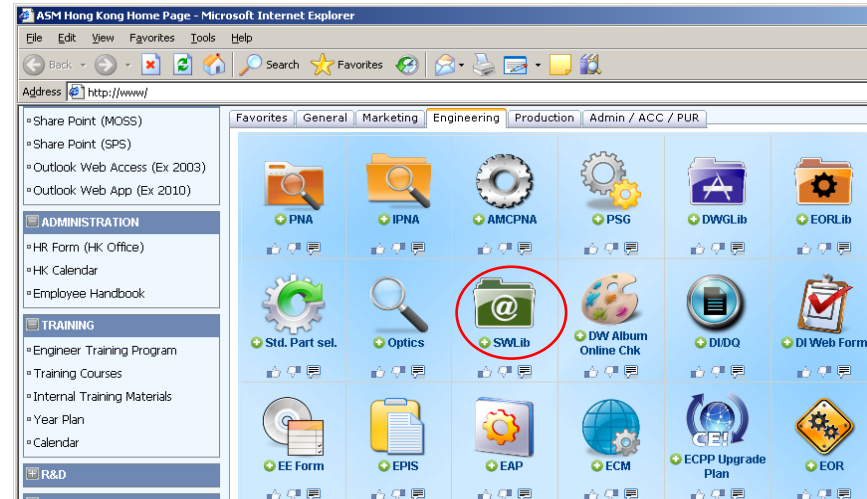 ASM Hong Kong Home Page - Microsoft Internet Explorer
File Edit View Favorites Tools Help
Back Search Favorites
Address http://www/
Share Point (MOSS)
Share Point (SPS)
Outlook Web Access (Ex 2003)
Outlook Web App (Ex 2010)
ADMINISTRATION
HR Form (HK Office)
HK Calendar
Employee Handbook
TRAINING
Engineer Training Program
Training Courses
Internal Training Materials
Year Plan
Calendar
R&D
Favorites General Marketing Engineering Production Admin / ACC / PUR
PNA IPNA AMCPNA PSG DWGLib EORLib
@
Std. Part sel. Optics SWLib DW Album
Online Chk DI/DQ DI Web Form
CE!
EE Form EPIS EAP ECM ECPP Upgrade
Plan EOR